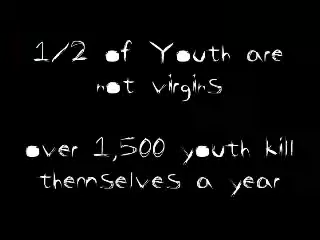 1/2 of Youth are
not virgins
over 1,500 youth kill
themselves a year